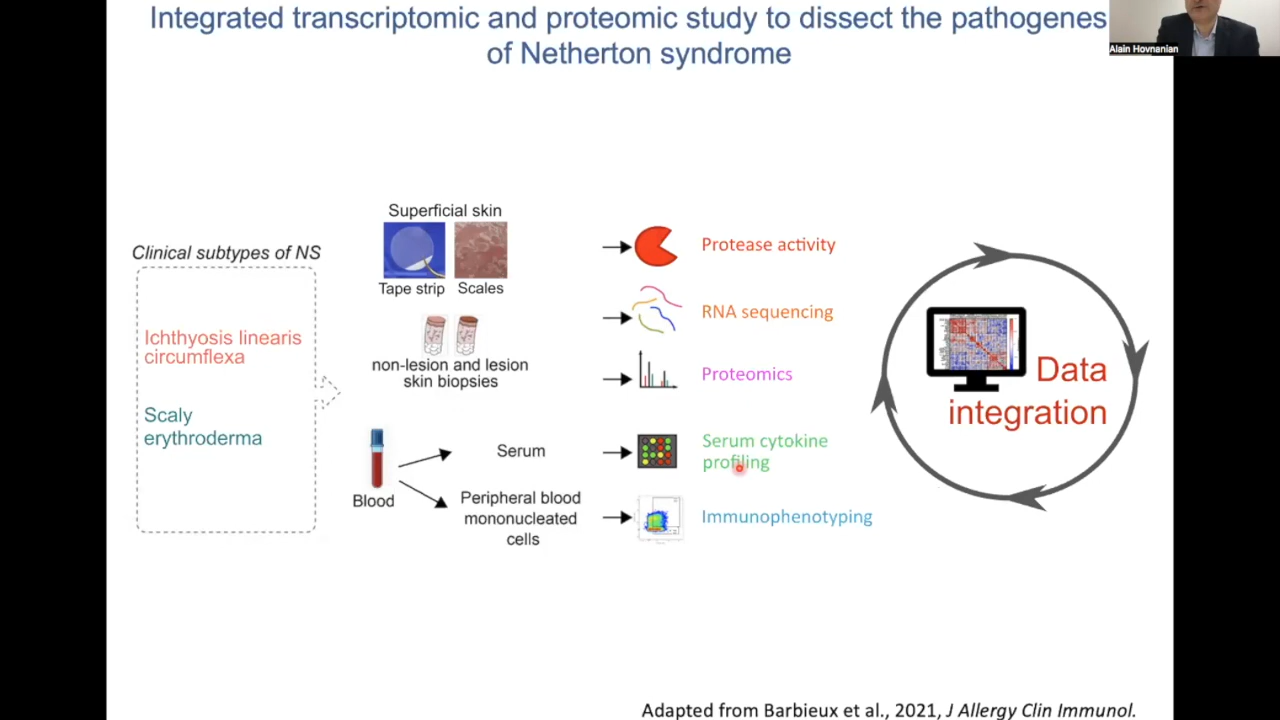 Integrated transcriptomic and proteomic study to dissect the pathogenes
of Netherton syndrome
Alain Hovnanian
Clinical subtypes of NS
Ichthyosis linearis
circumflexa
Scaly
erythroderma
Superficial skin
Tape strip Scales
non-lesion and lesion
skin biopsies
Blood
Serum
Peripheral blood
mononucleated
cells
Protease activity
RNA sequencing
Proteomics
Serum cytokine
profiling
Immunophenotyping
Data
integration
Adapted from Barbieux et al., 2021, J Allergy Clin Immunol.